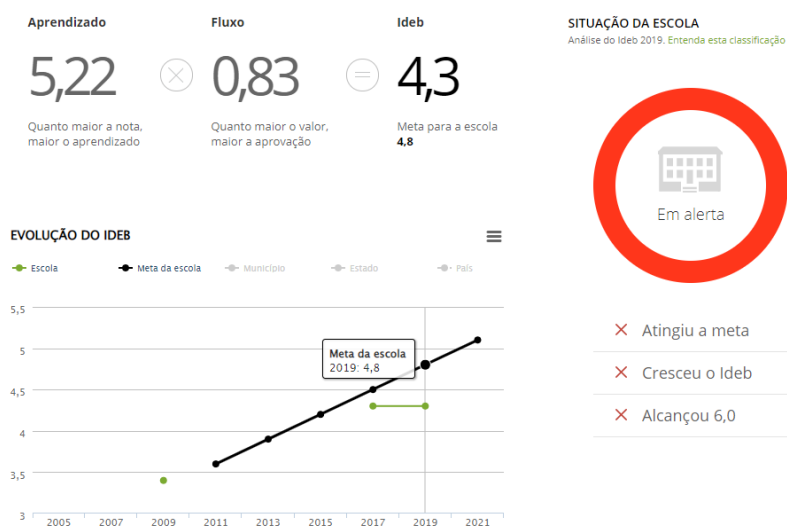 Aprendizado
Fluxo
Ideb
5,22
0,83
4,3
Quanto maior a nota,
maior o aprendizado
Quanto maior o valor,
maior a aprovação
Meta para a escola
4,8
SITUAÇÃO DA ESCOLA
Análise do Ideb 2019. Entenda esta classificação
Em alerta
Atingiu a meta
Cresceu o Ideb
Alcançou 6,0
EVOLUÇÃO DO IDEB
Escola
Meta da escola
Município
Estado
País
5,5
5
4,5
4
3,5
3
Meta da escola
2019: 4,8
2005 2007 2009 2011 2013 2015 2017 2019 2021